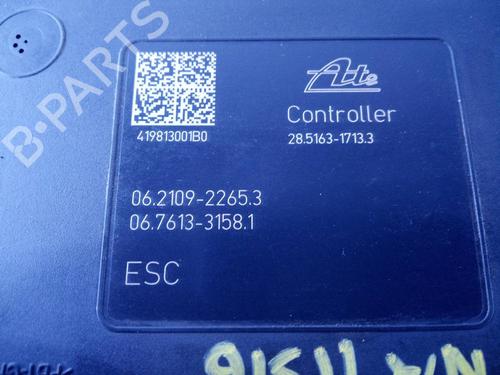 B-PARTS
Ate
Controller
419813001B0
28.5163-1713.3
06.2109-2265.3
06.7613-3158.1
ESC